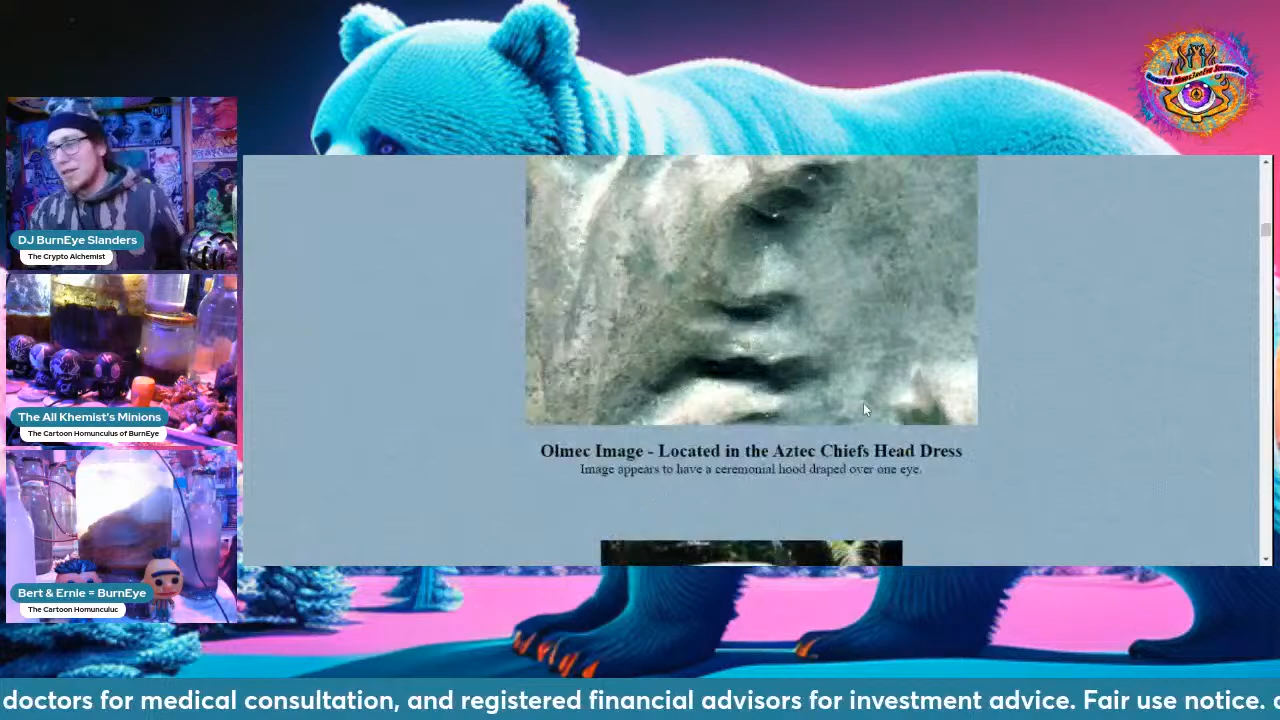 DJ BurnEye Slanders
The Crypto Alchemist
The All Khemist's Minions
The Cartoon Homunculus of BurnEye
Bert & Ernie = BurnEye
The Cartoon Homunculuc
Olmec Image - Located in the Aztec Chiefs Head Dress
Image appears to have a ceremonial hood draped over one eye.
doctors for medical consultation, and registered financial advisors for investment advice. Fair use notice.